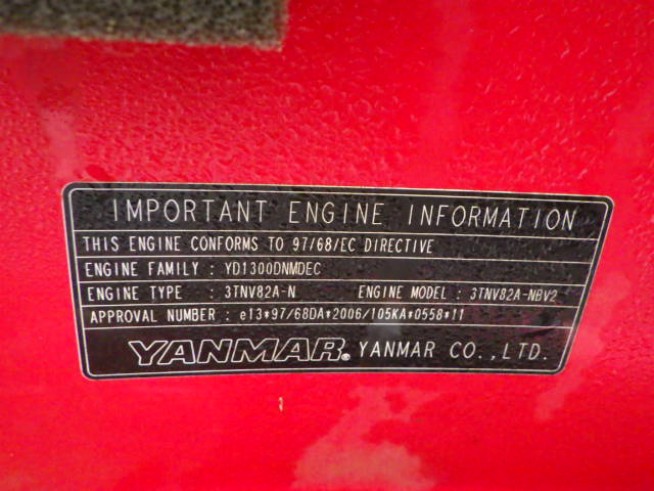 IMPORTANT ENGINE INFORMATION
THIS ENGINE CONFORMS TO 97/68/EC DIRECTIVE
ENGINE FAMILY : YD1300DNMDEC
ENGINE TYPE : 3TNV82A-N ENGINE MODEL : 3TNV82A-NBV2
APPROVAL NUMBER : e13*97/68DA*2006/105KA*0558*11
YANMAR® YANMAR CO.,LTD.